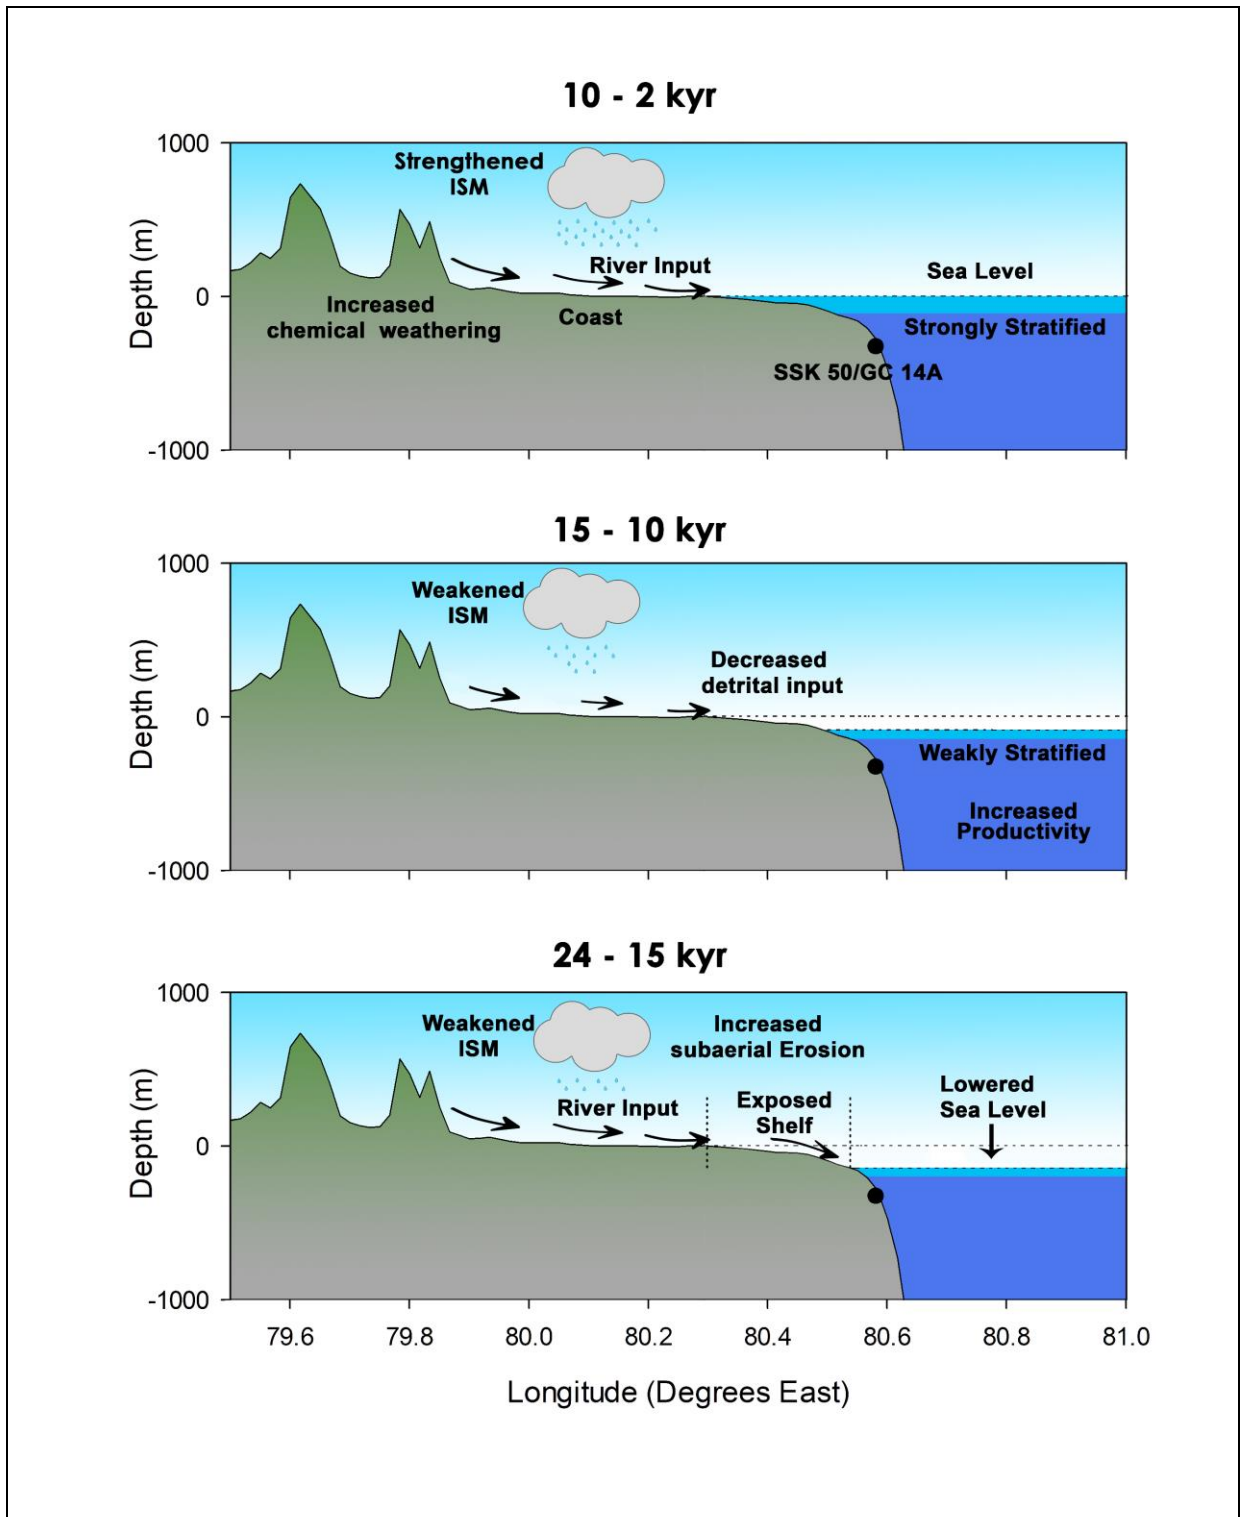 10 - 2 kyr
1000
Strengthened
ISM
River Input
Sea Level
Depth (m)
0
Increased
chemical weathering
Coast
Strongly Stratified
SSK 50/GC 14A
-1000
15 - 10 kyr
1000
Weakened
ISM
Decreased
detrital input
Depth (m)
0
Weakly Stratified
Increased
Productivity
-1000
24 - 15 kyr
1000
Weakened
ISM
Increased
subaerial Erosion
River Input
Exposed
Shelf
Lowered
Sea Level
Depth (m)
0
-1000
79.6 79.8 80.0 80.2 80.4 80.6 80.8 81.0
Longitude (Degrees East)